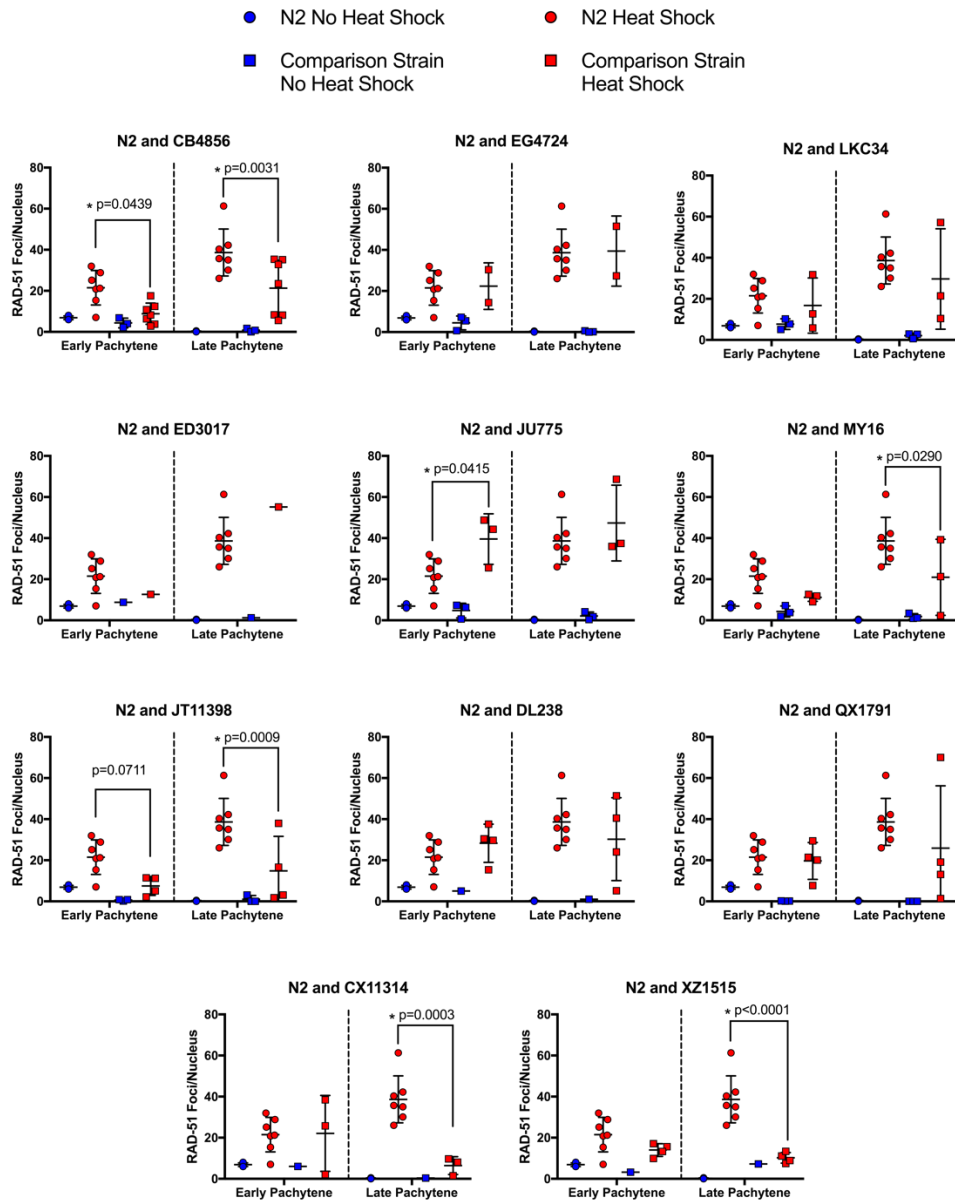 N2 No Heat Shock
N2 Heat Shock
Comparison Strain
No Heat Shock
Comparison Strain
Heat Shock
N2 and CB4856
RAD-51 Foci/Nucleus
80
60
40
20
0
* p=0.0439
* p=0.0031
Early Pachytene
Late Pachytene
N2 and EG4724
RAD-51 Foci/Nucleus
80
60
40
20
0
Early Pachytene
Late Pachytene
N2 and LKC34
RAD-51 Foci/Nucleus
80
60
40
20
0
Early Pachytene
Late Pachytene
N2 and ED3017
RAD-51 Foci/Nucleus
80
60
40
20
0
Early Pachytene
Late Pachytene
N2 and JU775
RAD-51 Foci/Nucleus
80
60
40
20
0
* p=0.0415
Early Pachytene
Late Pachytene
N2 and MY16
RAD-51 Foci/Nucleus
80
60
40
20
0
* p=0.0290
Early Pachytene
Late Pachytene
N2 and JT11398
RAD-51 Foci/Nucleus
80
60
40
20
0
p=0.0711
* p=0.0009
Early Pachytene
Late Pachytene
N2 and DL238
RAD-51 Foci/Nucleus
80
60
40
20
0
Early Pachytene
Late Pachytene
N2 and QX1791
RAD-51 Foci/Nucleus
80
60
40
20
0
Early Pachytene
Late Pachytene
N2 and CX11314
RAD-51 Foci/Nucleus
80
60
40
20
0
* p=0.0003
Early Pachytene
Late Pachytene
N2 and XZ1515
RAD-51 Foci/Nucleus
80
60
40
20
0
* p<0.0001
Early Pachytene
Late Pachytene